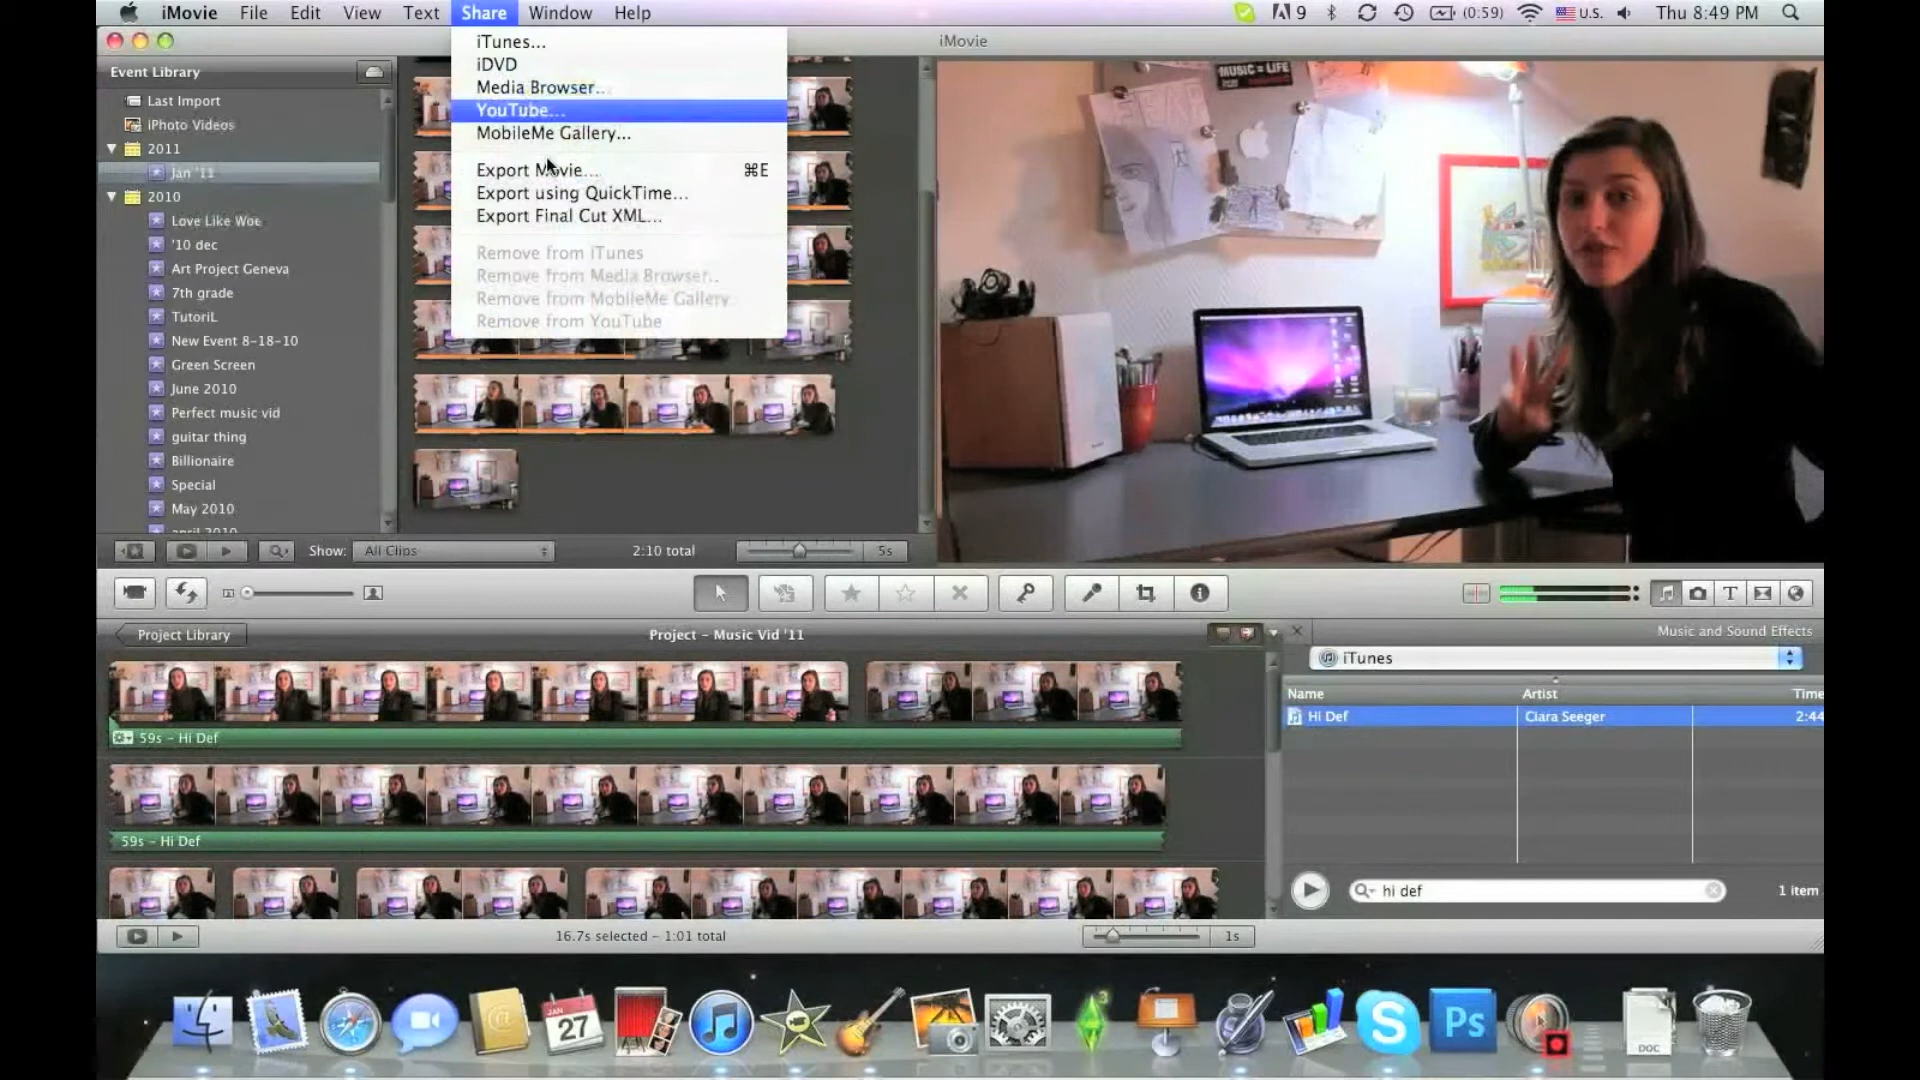 iMovie File Edit View Text Share Window Help
9 (0:59) U.S. Thu 8:49 PM
iMovie
iTunes...
iDVD
Media Browser...
YouTube...
MobileMe Gallery...
Export Movie... ⌘E
Export using QuickTime...
Export Final Cut XML...
Remove from iTunes
Remove from Media Browser...
Remove from MobileMe Gallery
Remove from YouTube
Event Library
Last Import
iPhoto Videos
2011
Jan '11
2010
Love Like Woe
'10 dec
Art Project Geneva
7th grade
TutoriL
New Event 8-18-10
Green Screen
June 2010
Perfect music vid
guitar thing
Billionaire
Special
May 2010
april 2010
MUSIC = LIFE
Show: All Clips 2:10 total 5s
Project Library
Project - Music Vid '11
Music and Sound Effects
iTunes
Name Artist Time
Hi Def Ciara Seeger 2:44
59s - Hi Def
59s - Hi Def
hi def
1 item
16.7s selected - 1:01 total 1s
JAN
27
3
Ps
DOC